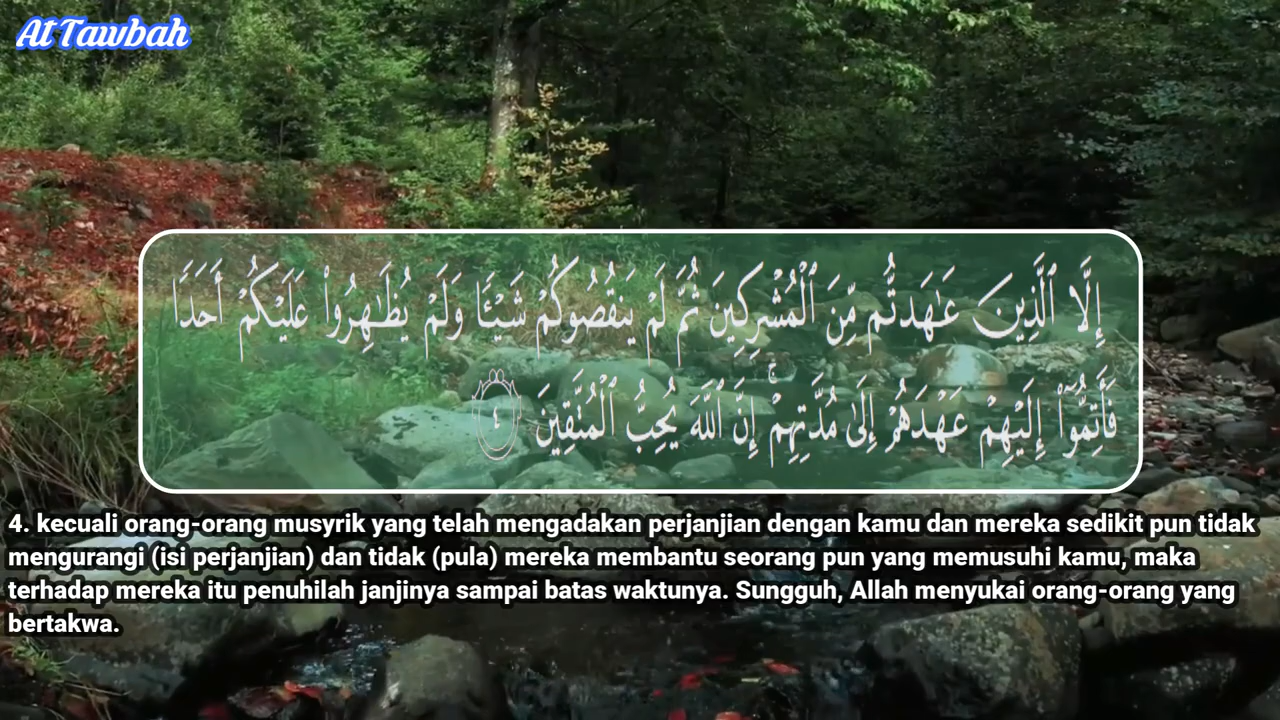 At Tawbah
إِلَّا ٱلَّذِينَ عَٰهَدتُّم مِّنَ ٱلْمُشْرِكِينَ ثُمَّ لَمْ يَنقُصُوكُمْ شَيْـًٔا وَلَمْ يُظَٰهِرُوا۟ عَلَيْكُمْ أَحَدًا
فَأَتِمُّوٓا۟ إِلَيْهِمْ عَهْدَهُمْ إِلَىٰ مُدَّتِهِمْ ۚ إِنَّ ٱللَّهَ يُحِبُّ ٱلْمُتَّقِينَ ٤
4. kecuali orang-orang musyrik yang telah mengadakan perjanjian dengan kamu dan mereka sedikit pun tidak
mengurangi (isi perjanjian) dan tidak (pula) mereka membantu seorang pun yang memusuhi kamu, maka
terhadap mereka itu penuhilah janjinya sampai batas waktunya. Sungguh, Allah menyukai orang-orang yang
bertakwa.